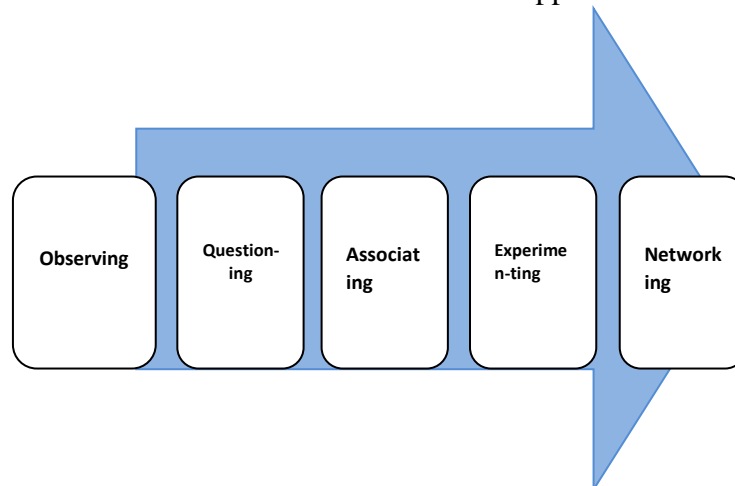 Observing
Question-
ing
Associat
ing
Experime
n-ting
Network
ing